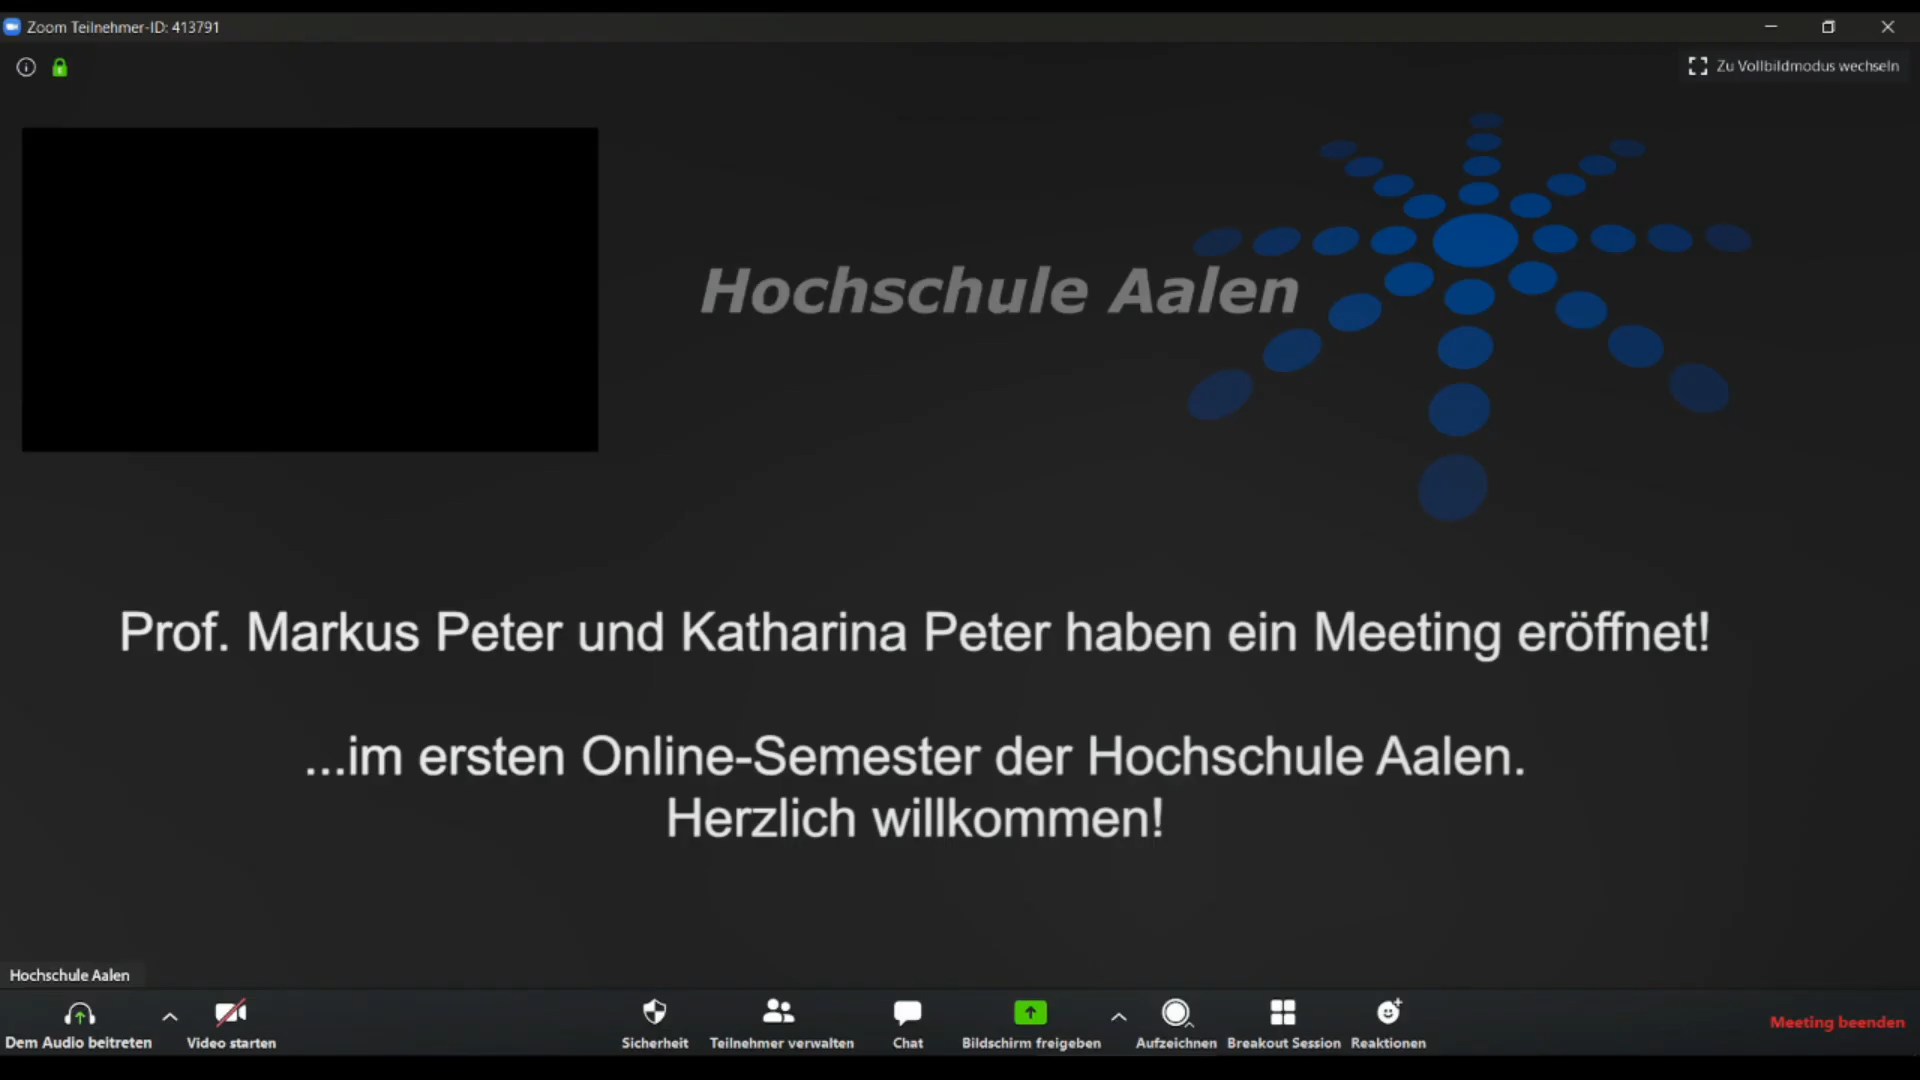 Zoom Teilnehmer-ID: 413791
Zu Vollbildmodus wechseln
Hochschule Aalen
Prof. Markus Peter und Katharina Peter haben ein Meeting eröffnet!
...im ersten Online-Semester der Hochschule Aalen.
Herzlich willkommen!
Hochschule Aalen
Dem Audio beitreten
Video starten
Sicherheit
Teilnehmer verwalten
Chat
Bildschirm freigeben
Aufzeichnen
Breakout Session
Reaktionen
Meeting beenden